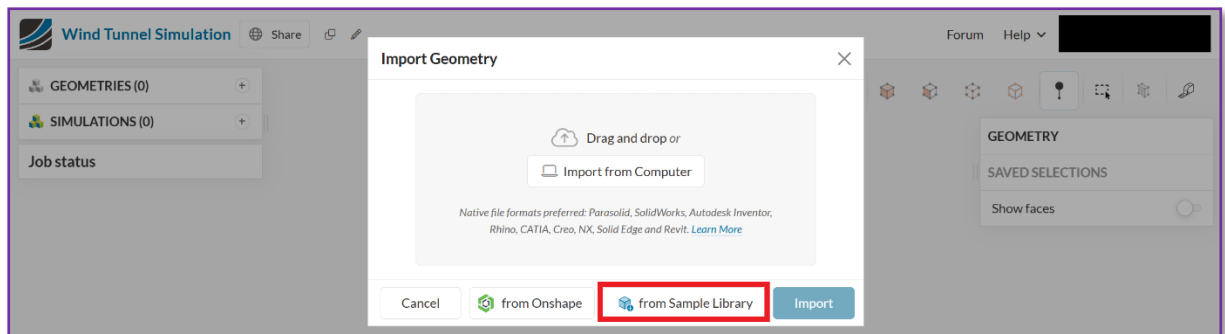 Wind Tunnel Simulation
Share
Forum
Help
Import Geometry
GEOMETRIES (0)
SIMULATIONS (0)
Job status
Drag and drop or
Import from Computer
Native file formats preferred: Parasolid, SolidWorks, Autodesk Inventor,
Rhino, CATIA, Creo, NX, Solid Edge and Revit. Learn More
Cancel
from Onshape
from Sample Library
Import
GEOMETRY
SAVED SELECTIONS
Show faces